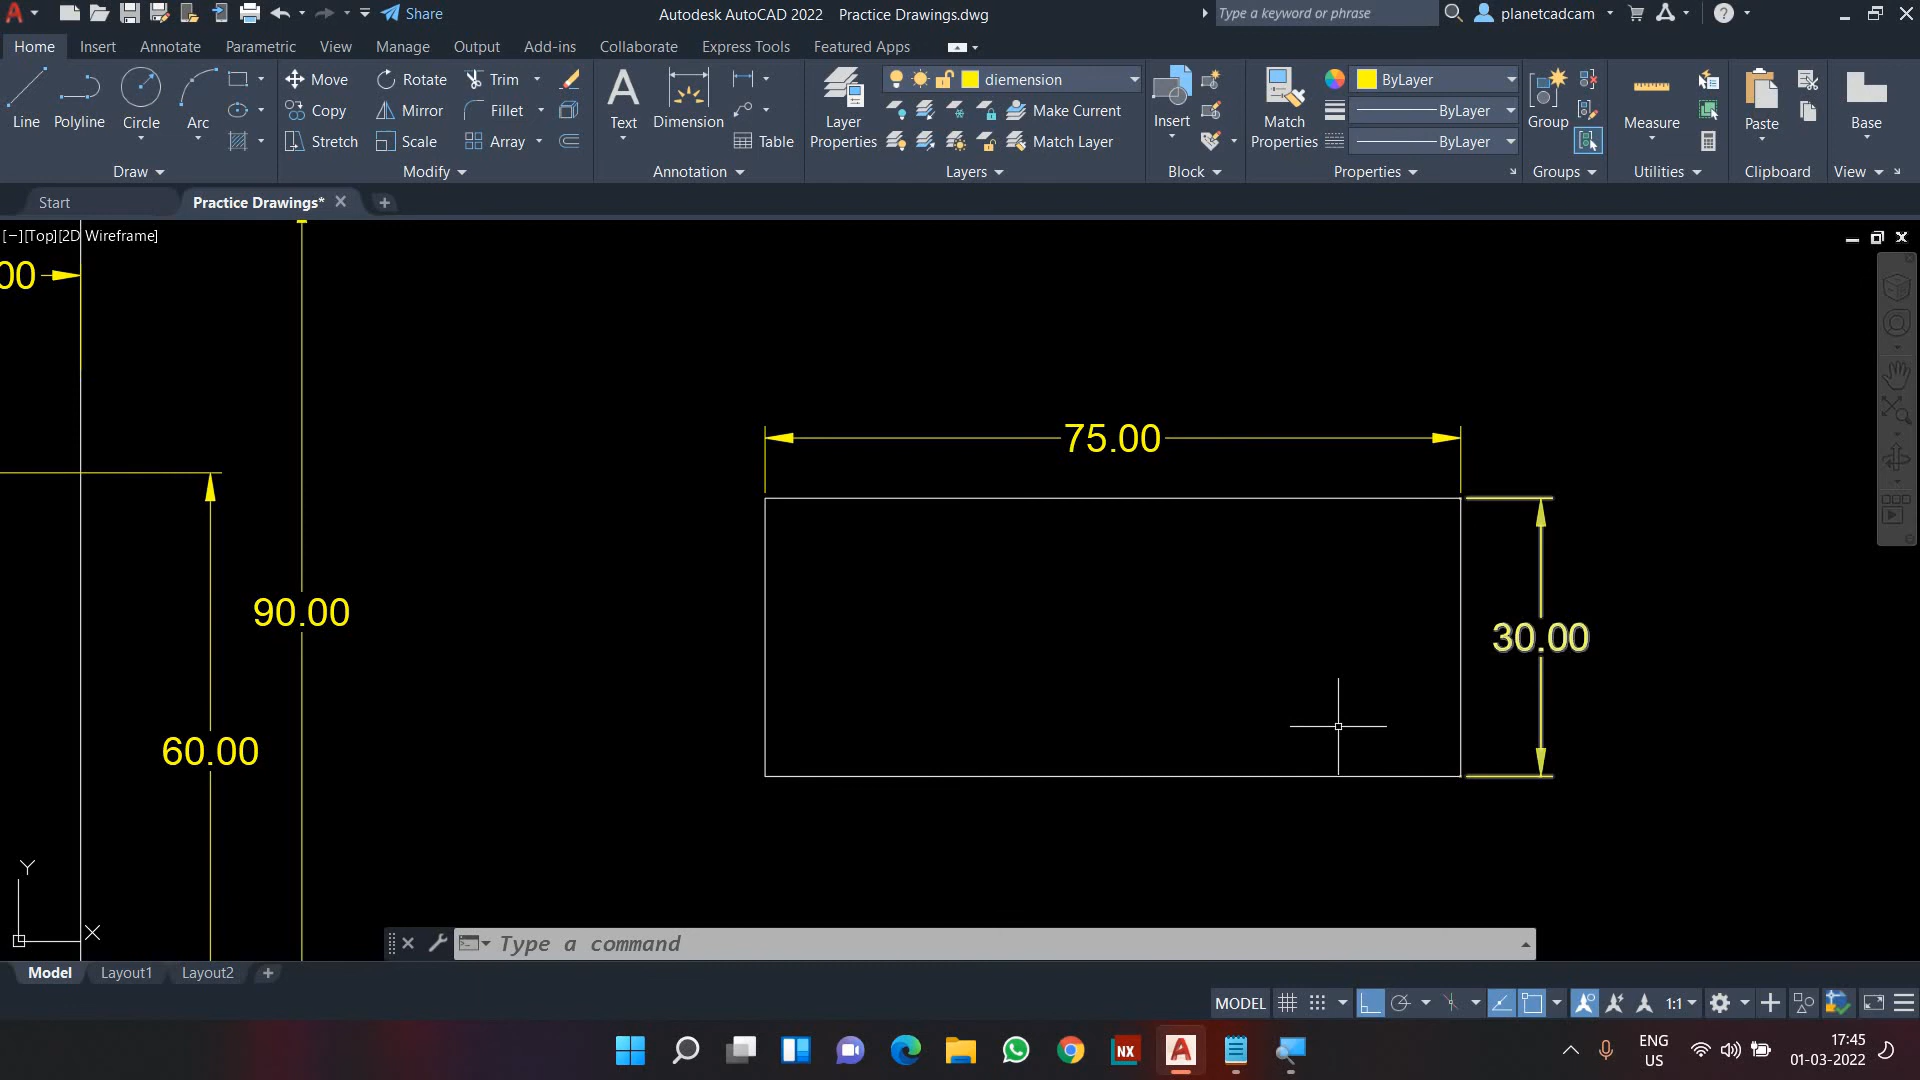 Share
Autodesk AutoCAD 2022 Practice Drawings.dwg
Type a keyword or phrase
planetcadcam
Home Insert Annotate Parametric View Manage Output Add-ins Collaborate Express Tools Featured Apps
Line
Polyline
Circle
Arc
Draw
Move Rotate Trim
Copy Mirror Fillet
Stretch Scale Array
Modify
Text
Dimension
Table
Annotation
Layer
Properties
diemension
Make Current
Match Layer
Layers
Insert
Block
Match
Properties
ByLayer
ByLayer
ByLayer
Properties
Group
Groups
Measure
Utilities
Paste
Clipboard
Base
View
Start
Practice Drawings*
[−][Top][2D Wireframe]
00
75.00
90.00
30.00
60.00
Y
X
Type a command
Model Layout1 Layout2
MODEL
1:1
NX
ENG
US
17:45
01-03-2022